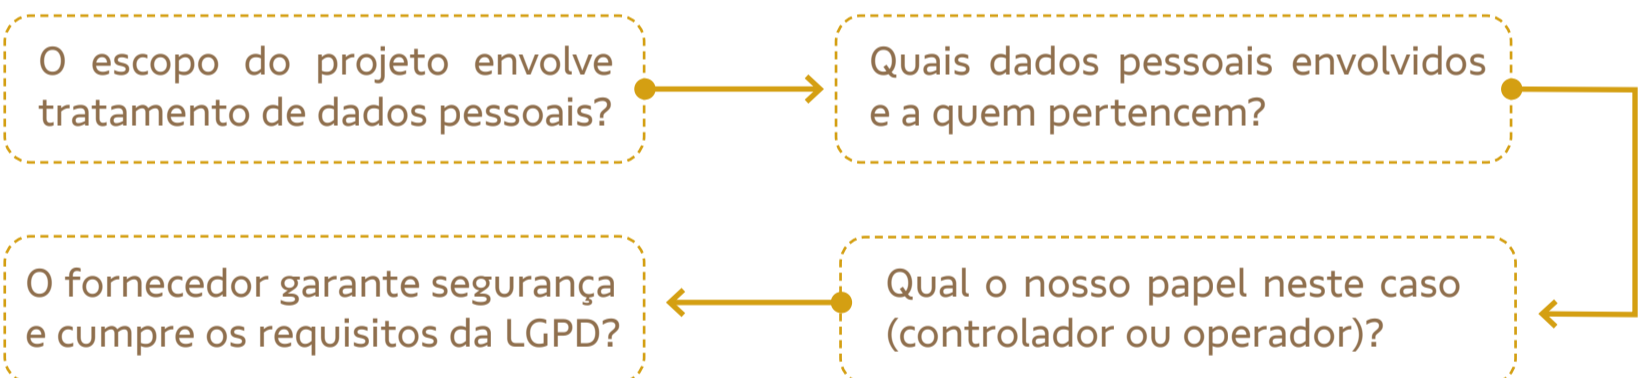 O escopo do projeto envolve
tratamento de dados pessoais?
Quais dados pessoais envolvidos
e a quem pertencem?
Qual o nosso papel neste caso
(controlador ou operador)?
O fornecedor garante segurança
e cumpre os requisitos da LGPD?